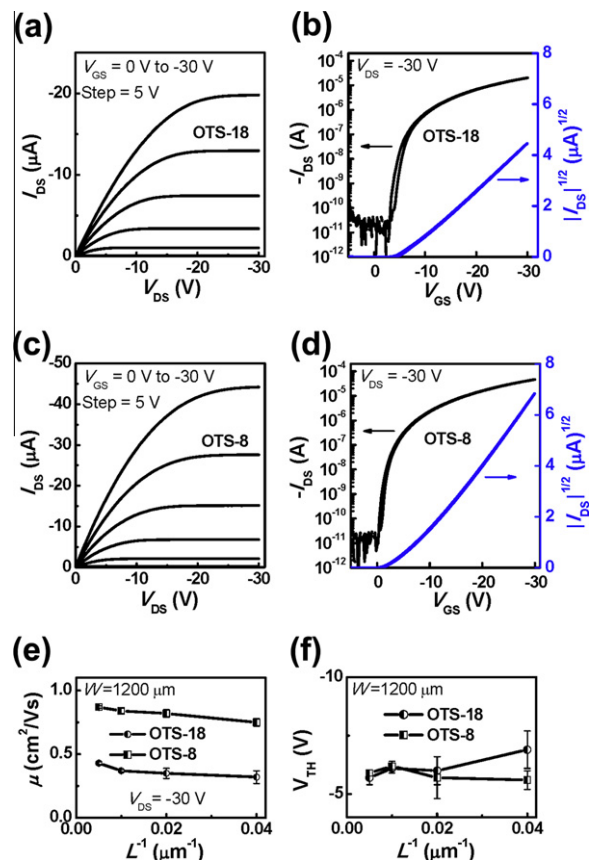 (a)
V_GS = 0 V to -30 V
Step = 5 V
OTS-18
-20
-10
0
I_DS (μA)
0 -10 -20 -30
V_DS (V)
(b)
V_DS = -30 V
OTS-18
10⁻⁴
10⁻⁵
10⁻⁶
10⁻⁷
10⁻⁸
10⁻⁹
10⁻¹⁰
10⁻¹¹
10⁻¹²
-I_DS (A)
8
6
4
2
0
|I_DS|^1/2 (μA)^1/2
0 -10 -20 -30
V_GS (V)
(c)
V_GS = 0 V to -30 V
Step = 5 V
OTS-8
-50
-40
-30
-20
-10
0
I_DS (μA)
0 -10 -20 -30
V_DS (V)
(d)
V_DS = -30 V
OTS-8
10⁻⁴
10⁻⁵
10⁻⁶
10⁻⁷
10⁻⁸
10⁻⁹
10⁻¹⁰
10⁻¹¹
10⁻¹²
-I_DS (A)
8
6
4
2
0
|I_DS|^1/2 (μA)^1/2
0 -10 -20 -30
V_GS (V)
(e)
W=1200 μm
OTS-18
OTS-8
V_DS= -30 V
1.0
0.5
0.0
μ (cm²/Vs)
0.00 0.02 0.04
L⁻¹ (μm⁻¹)
(f)
W=1200 μm
OTS-18
OTS-8
-10
-5
V_TH (V)
0.00 0.02 0.04
L⁻¹ (μm⁻¹)